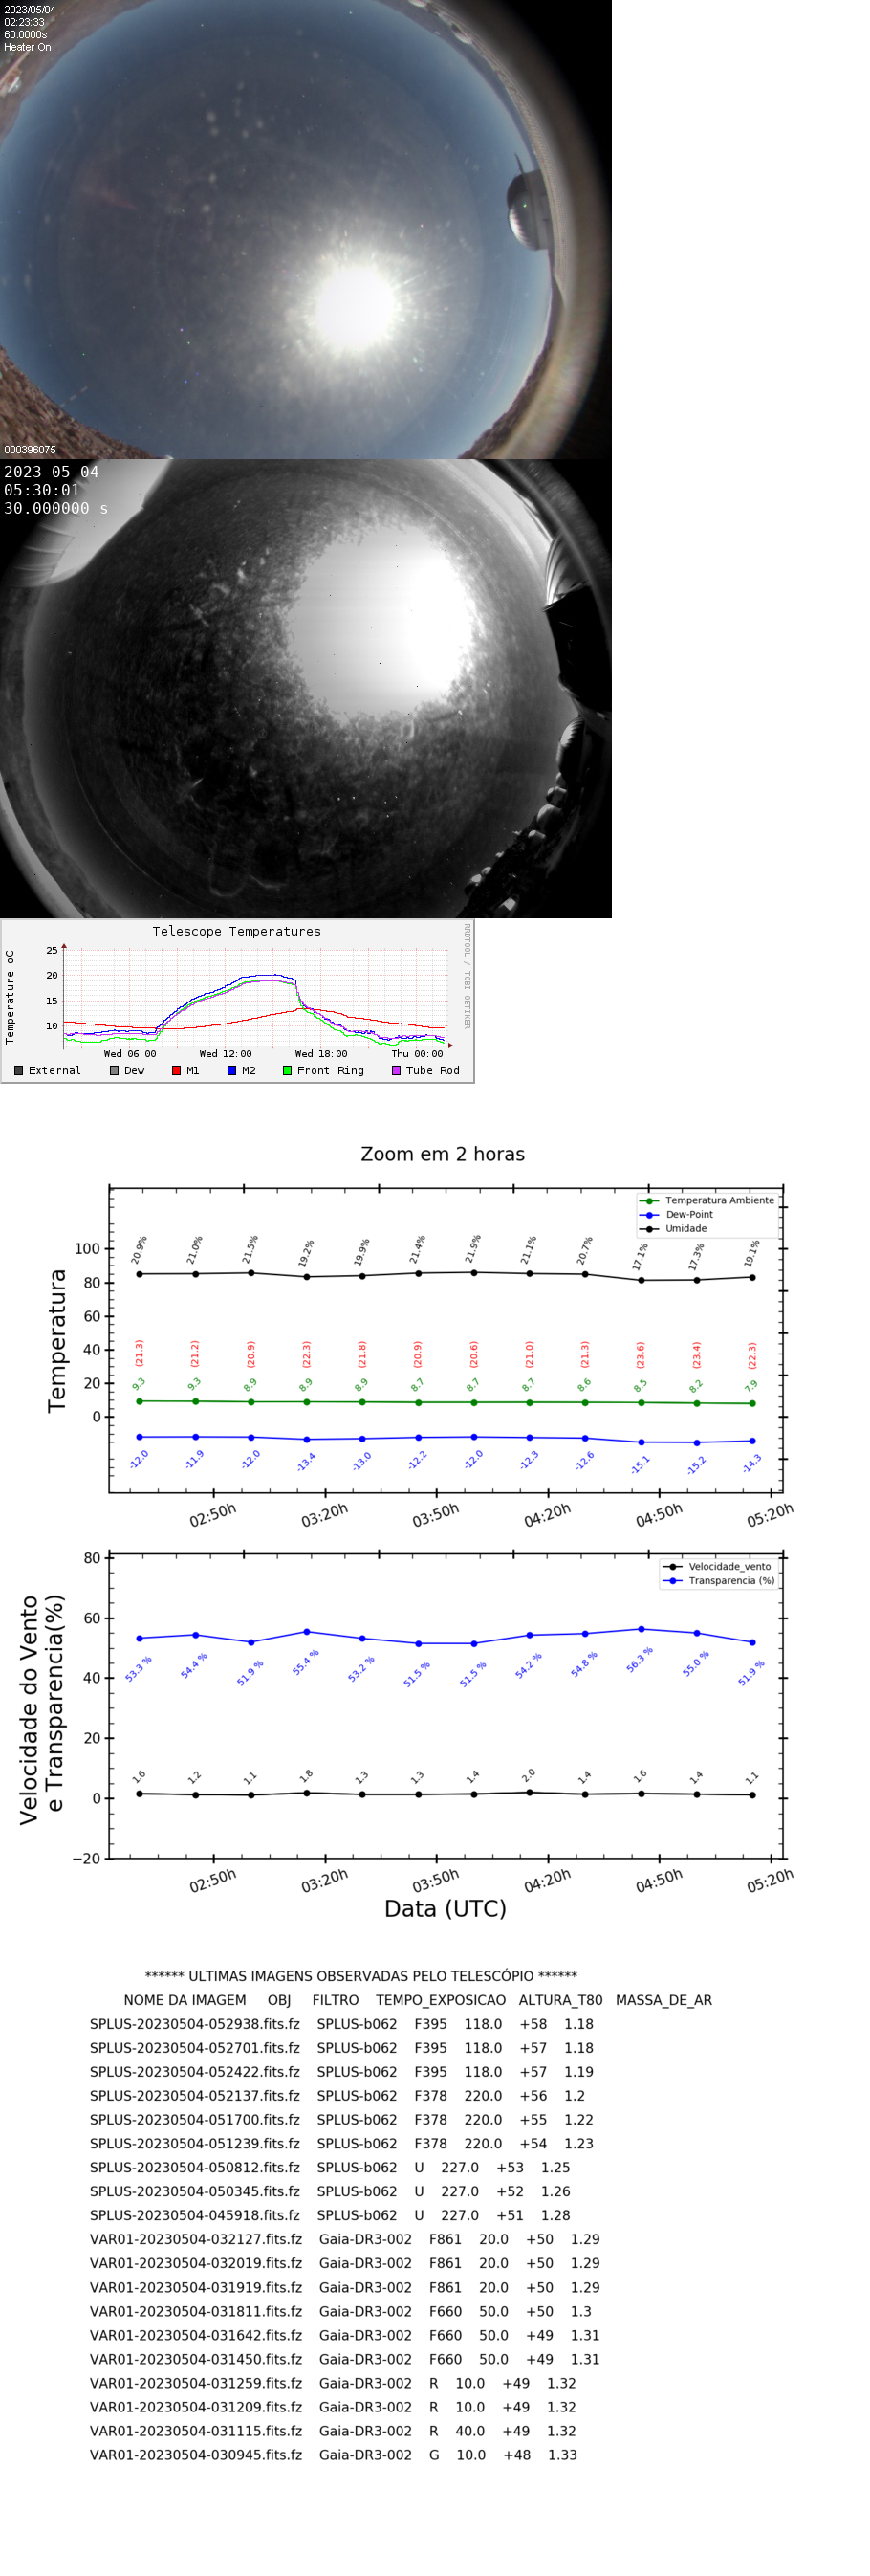 2023/05/04
02:23:33
60.0000s
Heater On
000396075
2023-05-04
05:30:01
30.000000 s
Telescope Temperatures
RRDTOOL / TOBI OETIKER
Temperature oC
25
20
15
10
Wed 06:00 Wed 12:00 Wed 18:00 Thu 00:00
External Dew M1 M2 Front Ring Tube Rod
Zoom em 2 horas
Temperatura Ambiente
Dew-Point
Umidade
Temperatura
100
80
60
40
20
0
20.9% 21.0% 21.5% 19.2% 19.9% 21.4% 21.9% 21.1% 20.7% 17.1% 17.3% 19.1%
(21.3) (21.2) (20.9) (22.3) (21.8) (20.9) (20.6) (21.0) (21.3) (23.6) (23.4) (22.3)
9.3 9.3 8.9 8.9 8.9 8.7 8.7 8.7 8.6 8.5 8.2 7.9
-12.0 -11.9 -12.0 -13.4 -13.0 -12.2 -12.0 -12.3 -12.6 -15.1 -15.2 -14.3
02:50h 03:20h 03:50h 04:20h 04:50h 05:20h
Velocidade_vento
Transparencia (%)
Velocidade do Vento
e Transparencia(%)
80
60
40
20
0
−20
53.3 % 54.4 % 51.9 % 55.4 % 53.2 % 51.5 % 51.5 % 54.2 % 54.8 % 56.3 % 55.0 % 51.9 %
1.6 1.2 1.1 1.8 1.3 1.3 1.4 2.0 1.4 1.6 1.4 1.1
02:50h 03:20h 03:50h 04:20h 04:50h 05:20h
Data (UTC)
****** ULTIMAS IMAGENS OBSERVADAS PELO TELESCÓPIO ******
NOME DA IMAGEM OBJ FILTRO TEMPO_EXPOSICAO ALTURA_T80 MASSA_DE_AR
SPLUS-20230504-052938.fits.fz SPLUS-b062 F395 118.0 +58 1.18
SPLUS-20230504-052701.fits.fz SPLUS-b062 F395 118.0 +57 1.18
SPLUS-20230504-052422.fits.fz SPLUS-b062 F395 118.0 +57 1.19
SPLUS-20230504-052137.fits.fz SPLUS-b062 F378 220.0 +56 1.2
SPLUS-20230504-051700.fits.fz SPLUS-b062 F378 220.0 +55 1.22
SPLUS-20230504-051239.fits.fz SPLUS-b062 F378 220.0 +54 1.23
SPLUS-20230504-050812.fits.fz SPLUS-b062 U 227.0 +53 1.25
SPLUS-20230504-050345.fits.fz SPLUS-b062 U 227.0 +52 1.26
SPLUS-20230504-045918.fits.fz SPLUS-b062 U 227.0 +51 1.28
VAR01-20230504-032127.fits.fz Gaia-DR3-002 F861 20.0 +50 1.29
VAR01-20230504-032019.fits.fz Gaia-DR3-002 F861 20.0 +50 1.29
VAR01-20230504-031919.fits.fz Gaia-DR3-002 F861 20.0 +50 1.29
VAR01-20230504-031811.fits.fz Gaia-DR3-002 F660 50.0 +50 1.3
VAR01-20230504-031642.fits.fz Gaia-DR3-002 F660 50.0 +49 1.31
VAR01-20230504-031450.fits.fz Gaia-DR3-002 F660 50.0 +49 1.31
VAR01-20230504-031259.fits.fz Gaia-DR3-002 R 10.0 +49 1.32
VAR01-20230504-031209.fits.fz Gaia-DR3-002 R 10.0 +49 1.32
VAR01-20230504-031115.fits.fz Gaia-DR3-002 R 40.0 +49 1.32
VAR01-20230504-030945.fits.fz Gaia-DR3-002 G 10.0 +48 1.33